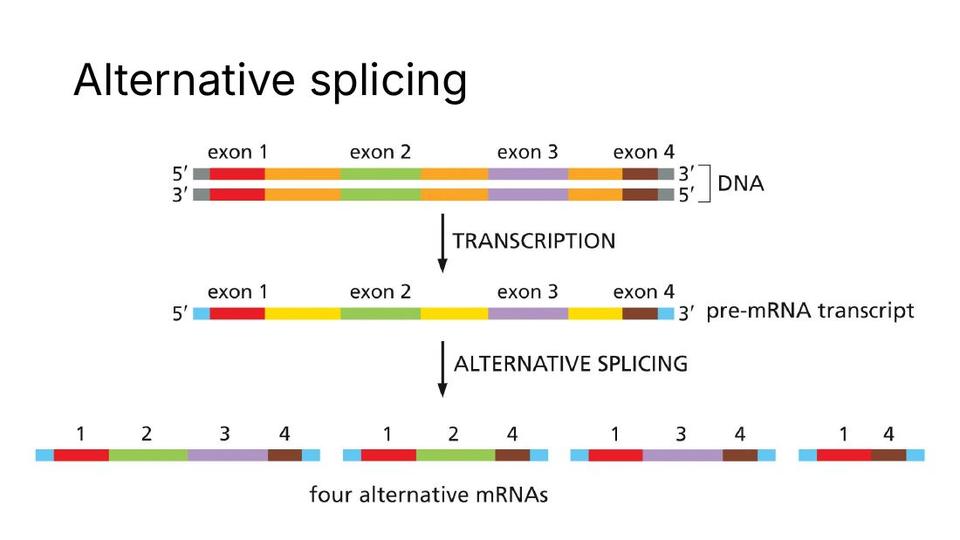 Alternative splicing
exon 1 exon 2 exon 3 exon 4
5′ 3′
3′ 5′
DNA
TRANSCRIPTION
exon 1 exon 2 exon 3 exon 4
5′ 3′ pre-mRNA transcript
ALTERNATIVE SPLICING
1 2 3 4 1 2 4 1 3 4 1 4
four alternative mRNAs